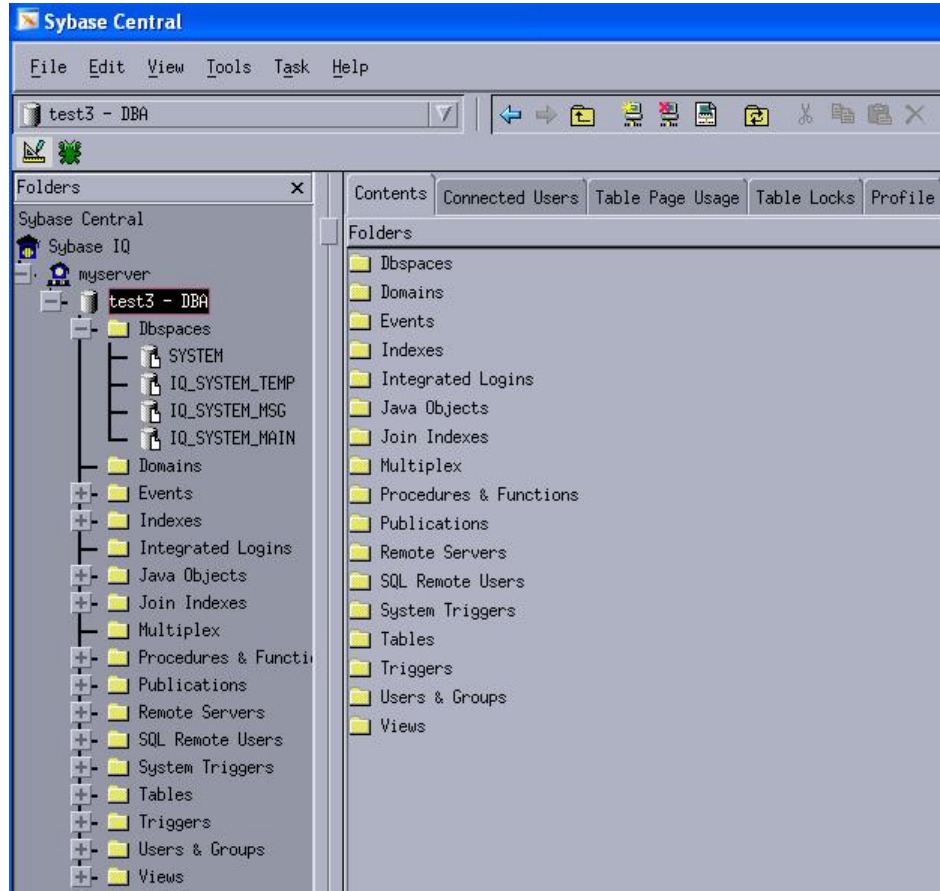 Sybase Central
File Edit View Tools Task Help
test3 - DBA
Folders
Sybase Central
Sybase IQ
myserver
test3 - DBA
Dbspaces
SYSTEM
IQ_SYSTEM_TEMP
IQ_SYSTEM_MSG
IQ_SYSTEM_MAIN
Domains
Events
Indexes
Integrated Logins
Java Objects
Join Indexes
Multiplex
Procedures & Functi
Publications
Remote Servers
SQL Remote Users
System Triggers
Tables
Triggers
Users & Groups
Views
Contents Connected Users Table Page Usage Table Locks Profile
Folders
Dbspaces
Domains
Events
Indexes
Integrated Logins
Java Objects
Join Indexes
Multiplex
Procedures & Functions
Publications
Remote Servers
SQL Remote Users
System Triggers
Tables
Triggers
Users & Groups
Views